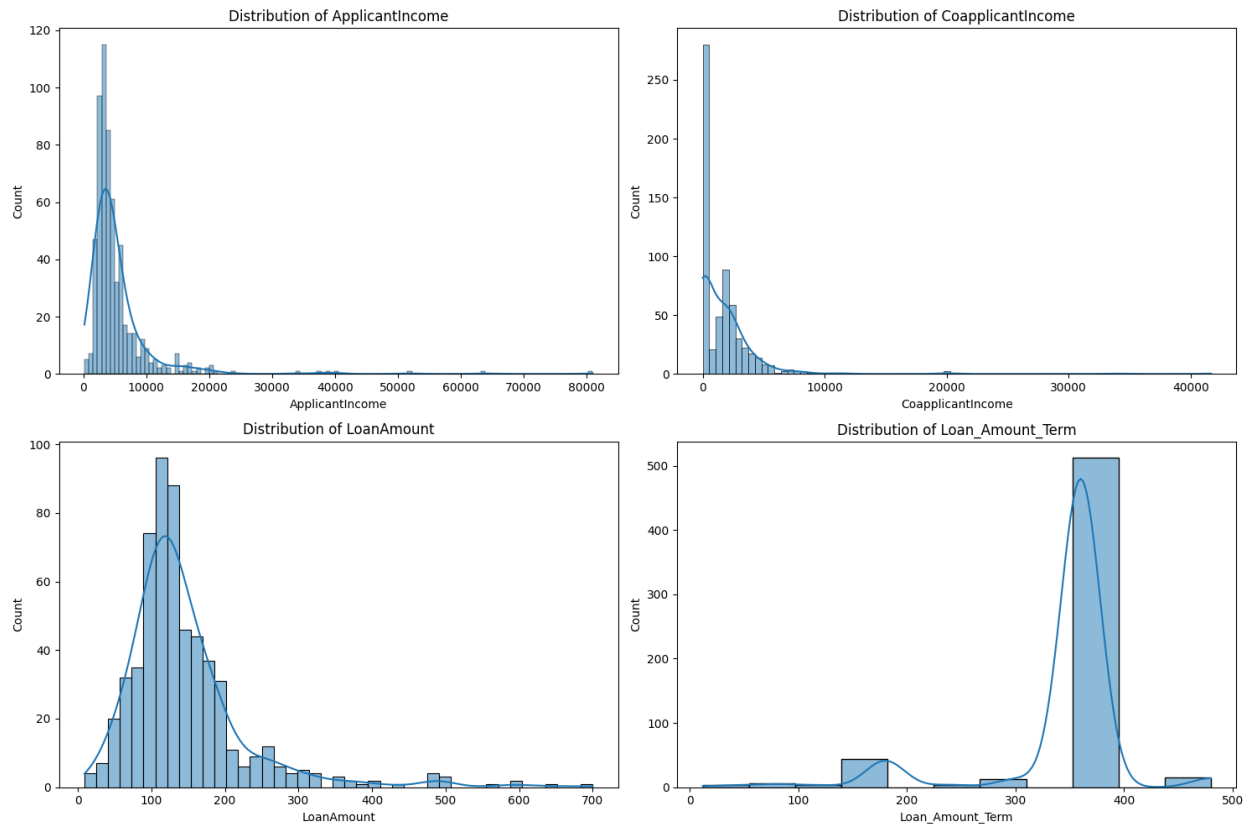 Distribution of ApplicantIncome
Count
120
100
80
60
40
20
0
0 10000 20000 30000 40000 50000 60000 70000 80000
ApplicantIncome
Distribution of CoapplicantIncome
Count
250
200
150
100
50
0
0 10000 20000 30000 40000
CoapplicantIncome
Distribution of LoanAmount
Count
100
80
60
40
20
0
0 100 200 300 400 500 600 700
LoanAmount
Distribution of Loan_Amount_Term
Count
500
400
300
200
100
0
0 100 200 300 400 500
Loan_Amount_Term